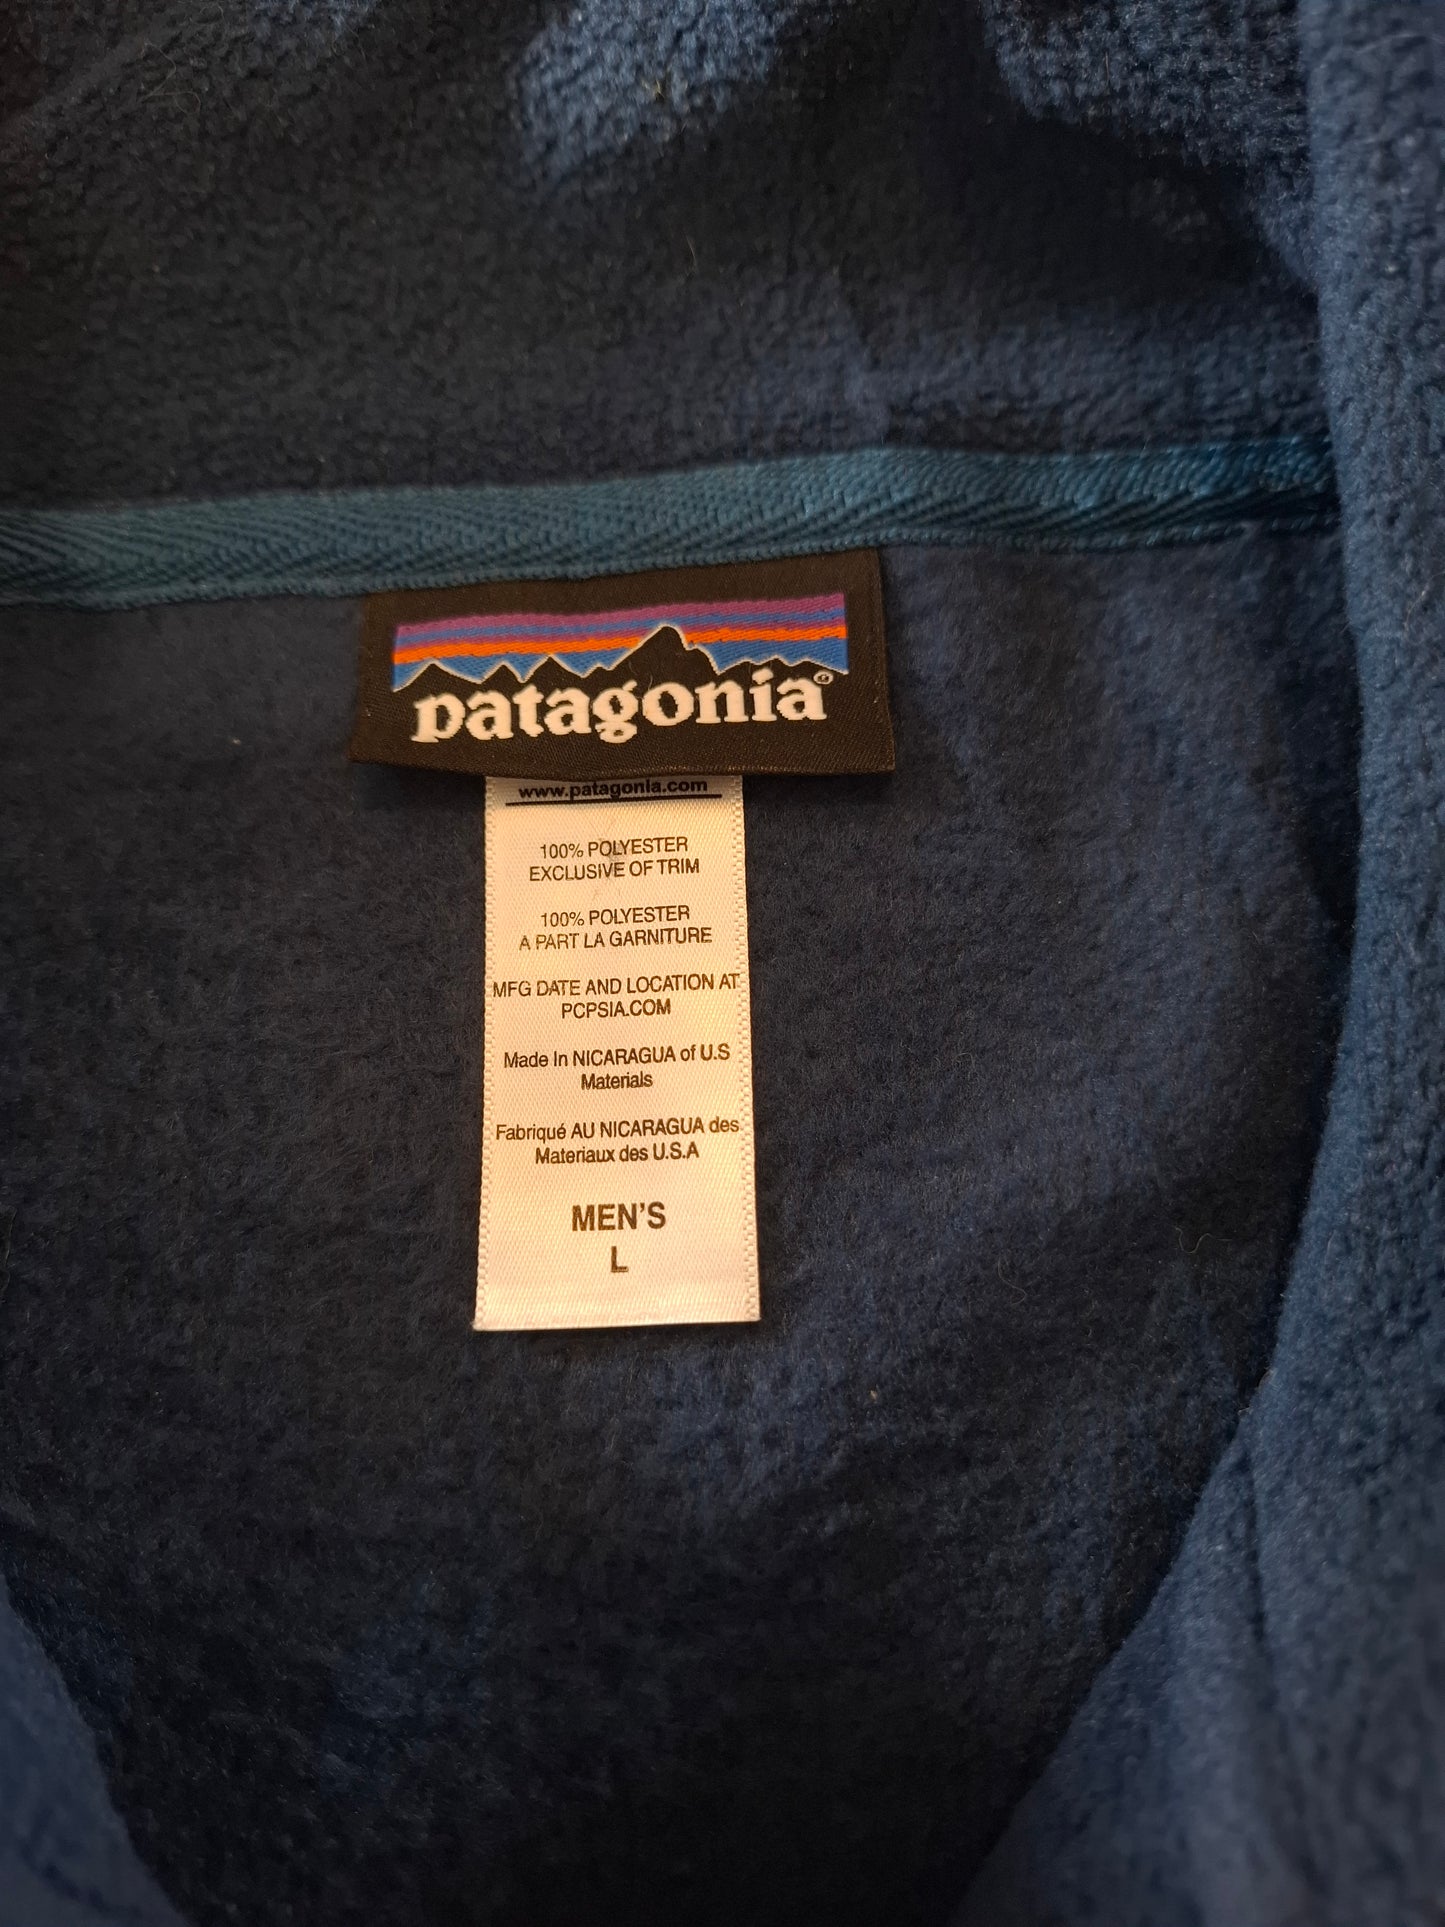 patagonia®
www.patagonia.com
100% POLYESTER
EXCLUSIVE OF TRIM
100% POLYESTER
A PART LA GARNITURE
MFG DATE AND LOCATION AT
PCPSIA.COM
Made In NICARAGUA of U.S
Materials
Fabriqué AU NICARAGUA des
Materiaux des U.S.A
MEN'S
L